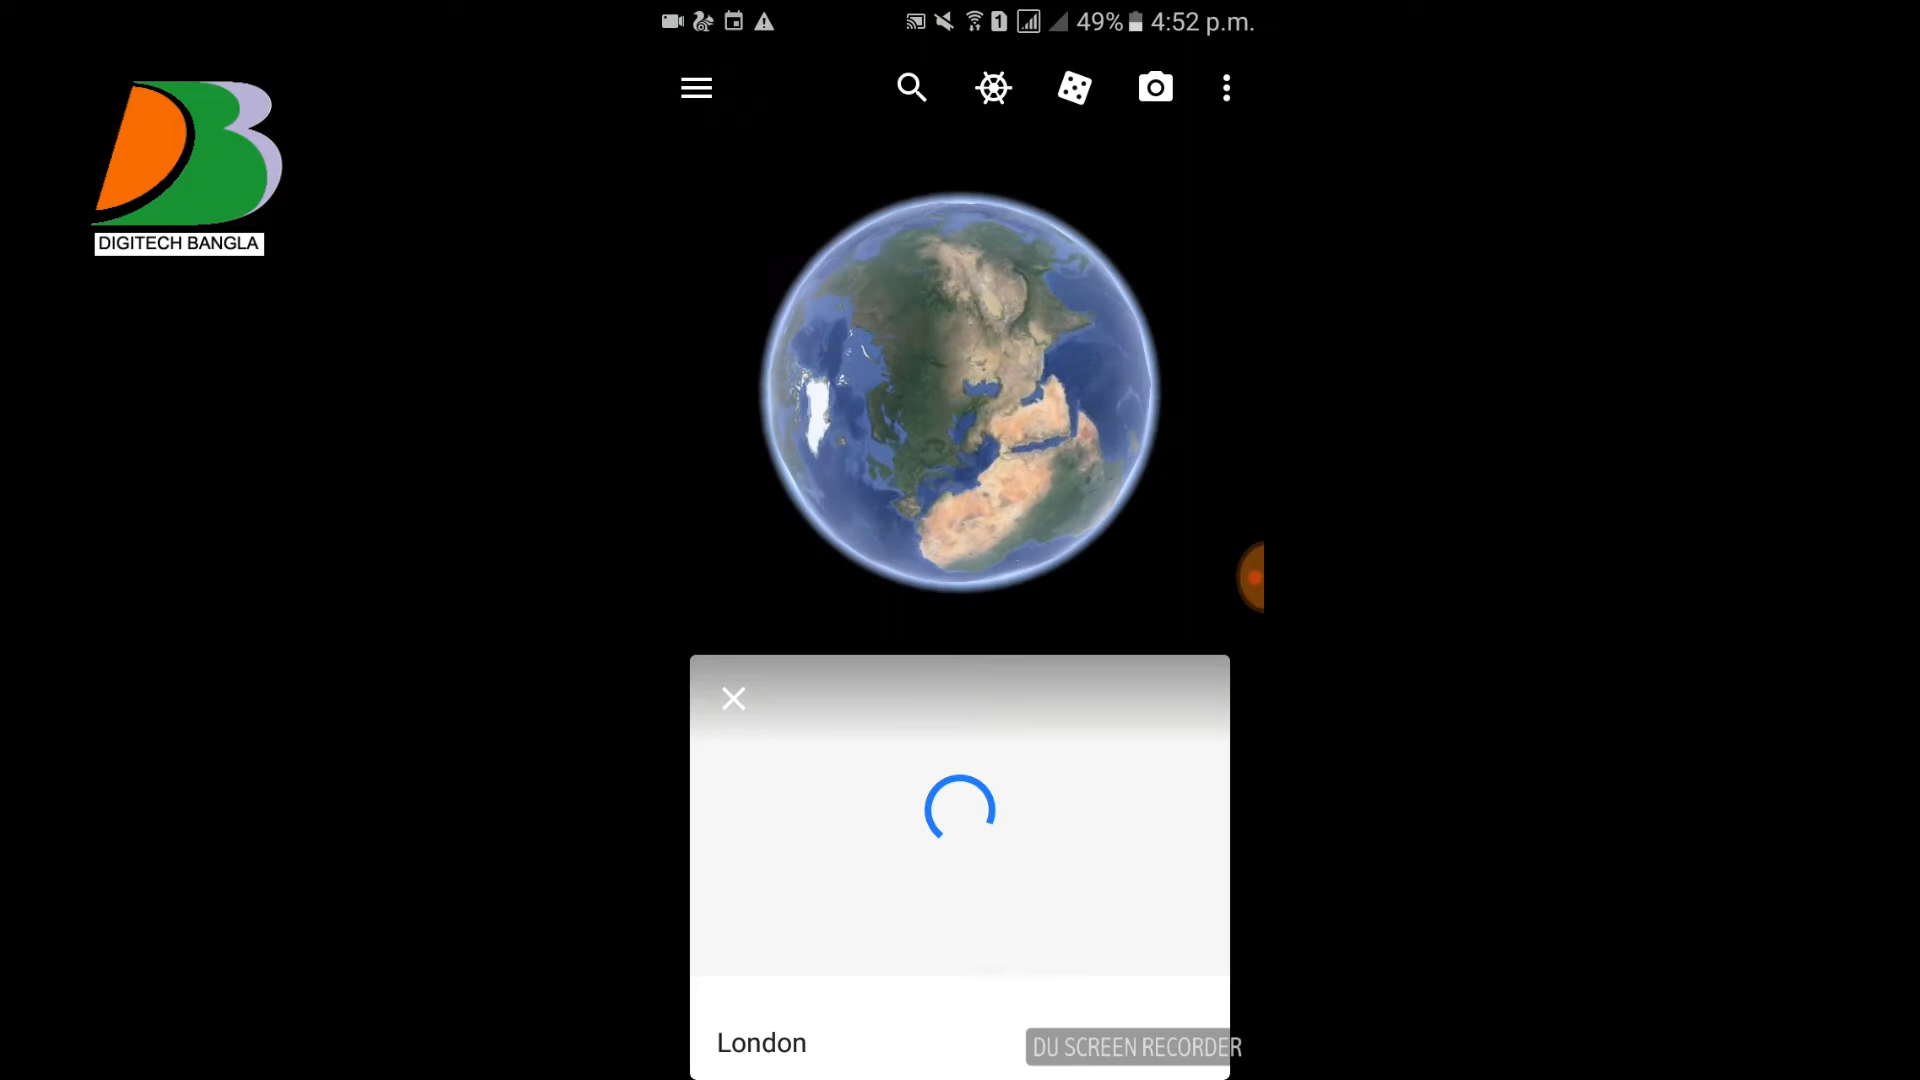 49% 4:52 p.m.
DIGITECH BANGLA
London
DU SCREEN RECORDER